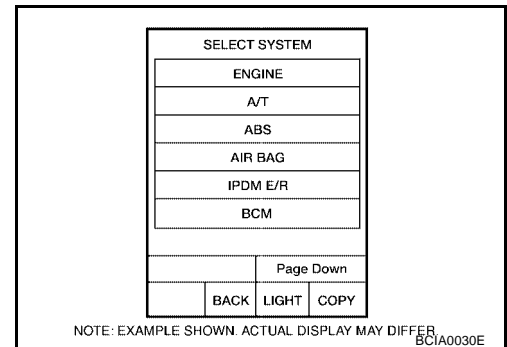 SELECT SYSTEM
ENGINE
A/T
ABS
AIR BAG
IPDM E/R
BCM
Page Down
BACK LIGHT COPY
NOTE: EXAMPLE SHOWN. ACTUAL DISPLAY MAY DIFFER.
BCIA0030E